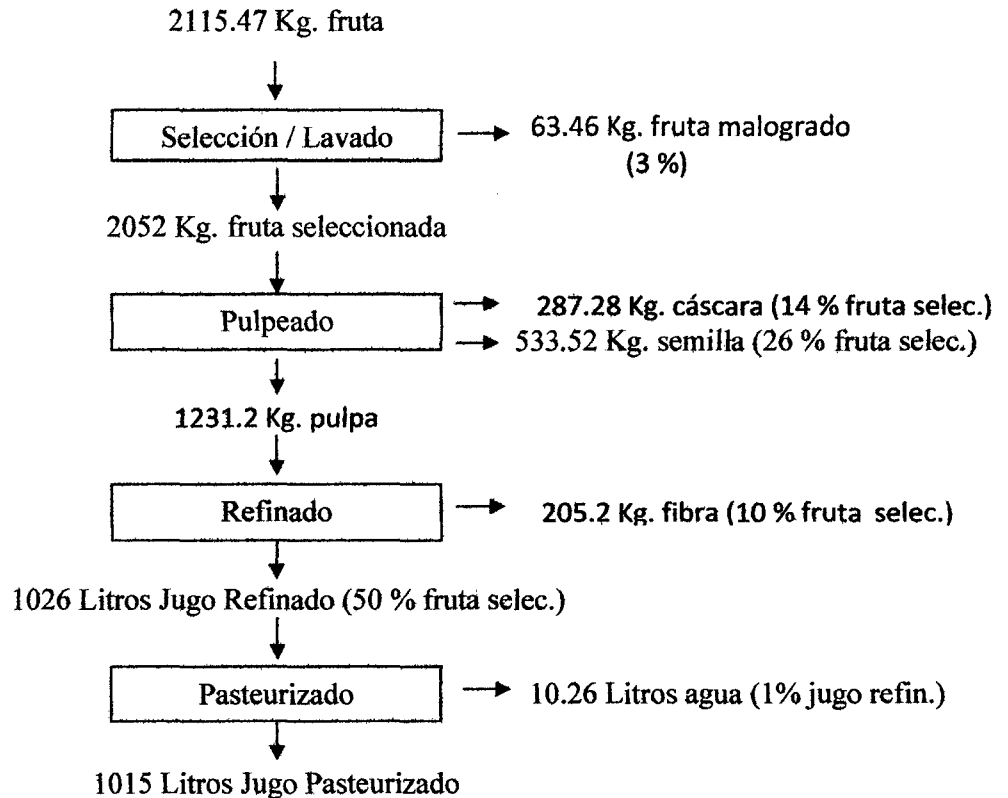 2115.47 Kg. fruta
Selección / Lavado
63.46 Kg. fruta malogrado
(3 %)
2052 Kg. fruta seleccionada
Pulpeado
287.28 Kg. cáscara (14 % fruta selec.)
533.52 Kg. semilla (26 % fruta selec.)
1231.2 Kg. pulpa
Refinado
205.2 Kg. fibra (10 % fruta selec.)
1026 Litros Jugo Refinado (50 % fruta selec.)
Pasteurizado
10.26 Litros agua (1% jugo refin.)
1015 Litros Jugo Pasteurizado